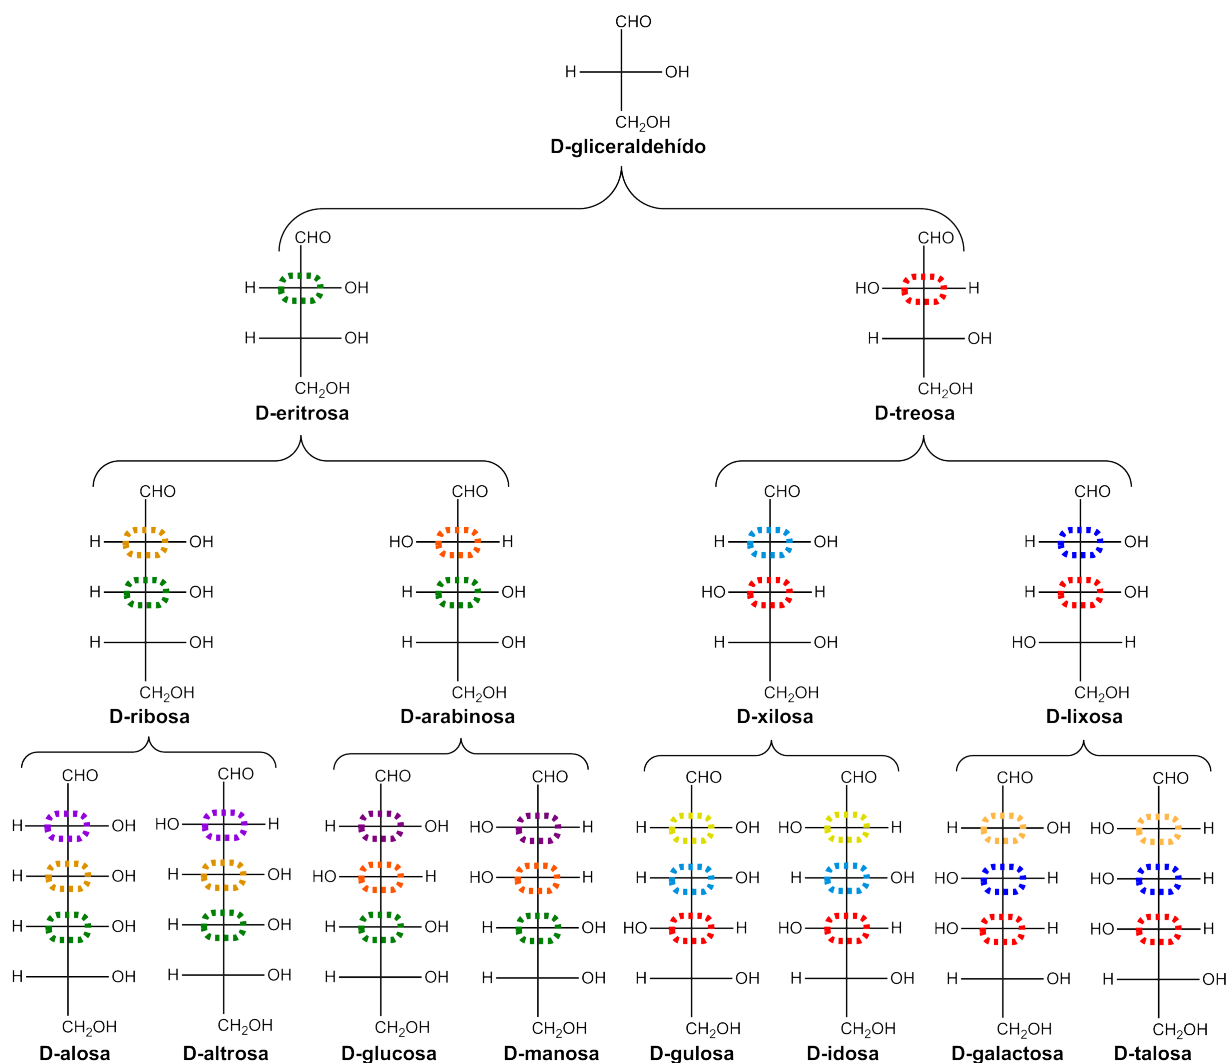 CHO
H OH
CH₂OH
D-gliceraldehído
CHO CHO
H OH HO H
H OH H OH
CH₂OH CH₂OH
D-eritrosa D-treosa
CHO CHO CHO CHO
H OH HO H H OH H OH
H OH H OH HO H H OH
H OH H OH H OH HO H
CH₂OH CH₂OH CH₂OH CH₂OH
D-ribosa D-arabinosa D-xilosa D-lixosa
CHO CHO CHO CHO CHO CHO CHO CHO
H OH HO H H OH HO H H OH HO H H OH HO H
H OH H OH HO H HO H H OH H OH HO H HO H
H OH H OH H OH H OH HO H HO H HO H HO H
H OH H OH H OH H OH H OH H OH H OH H OH
CH₂OH CH₂OH CH₂OH CH₂OH CH₂OH CH₂OH CH₂OH CH₂OH
D-alosa D-altrosa D-glucosa D-manosa D-gulosa D-idosa D-galactosa D-talosa